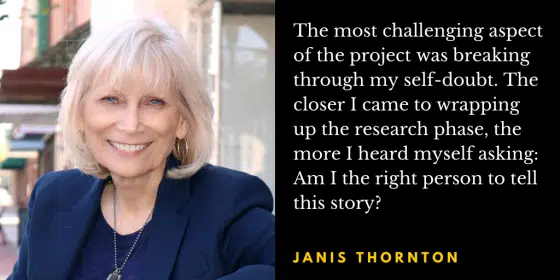 The most challenging aspect
of the project was breaking
through my self-doubt. The
closer I came to wrapping
up the research phase, the
more I heard myself asking:
Am I the right person to tell
this story?
JANIS THORNTON